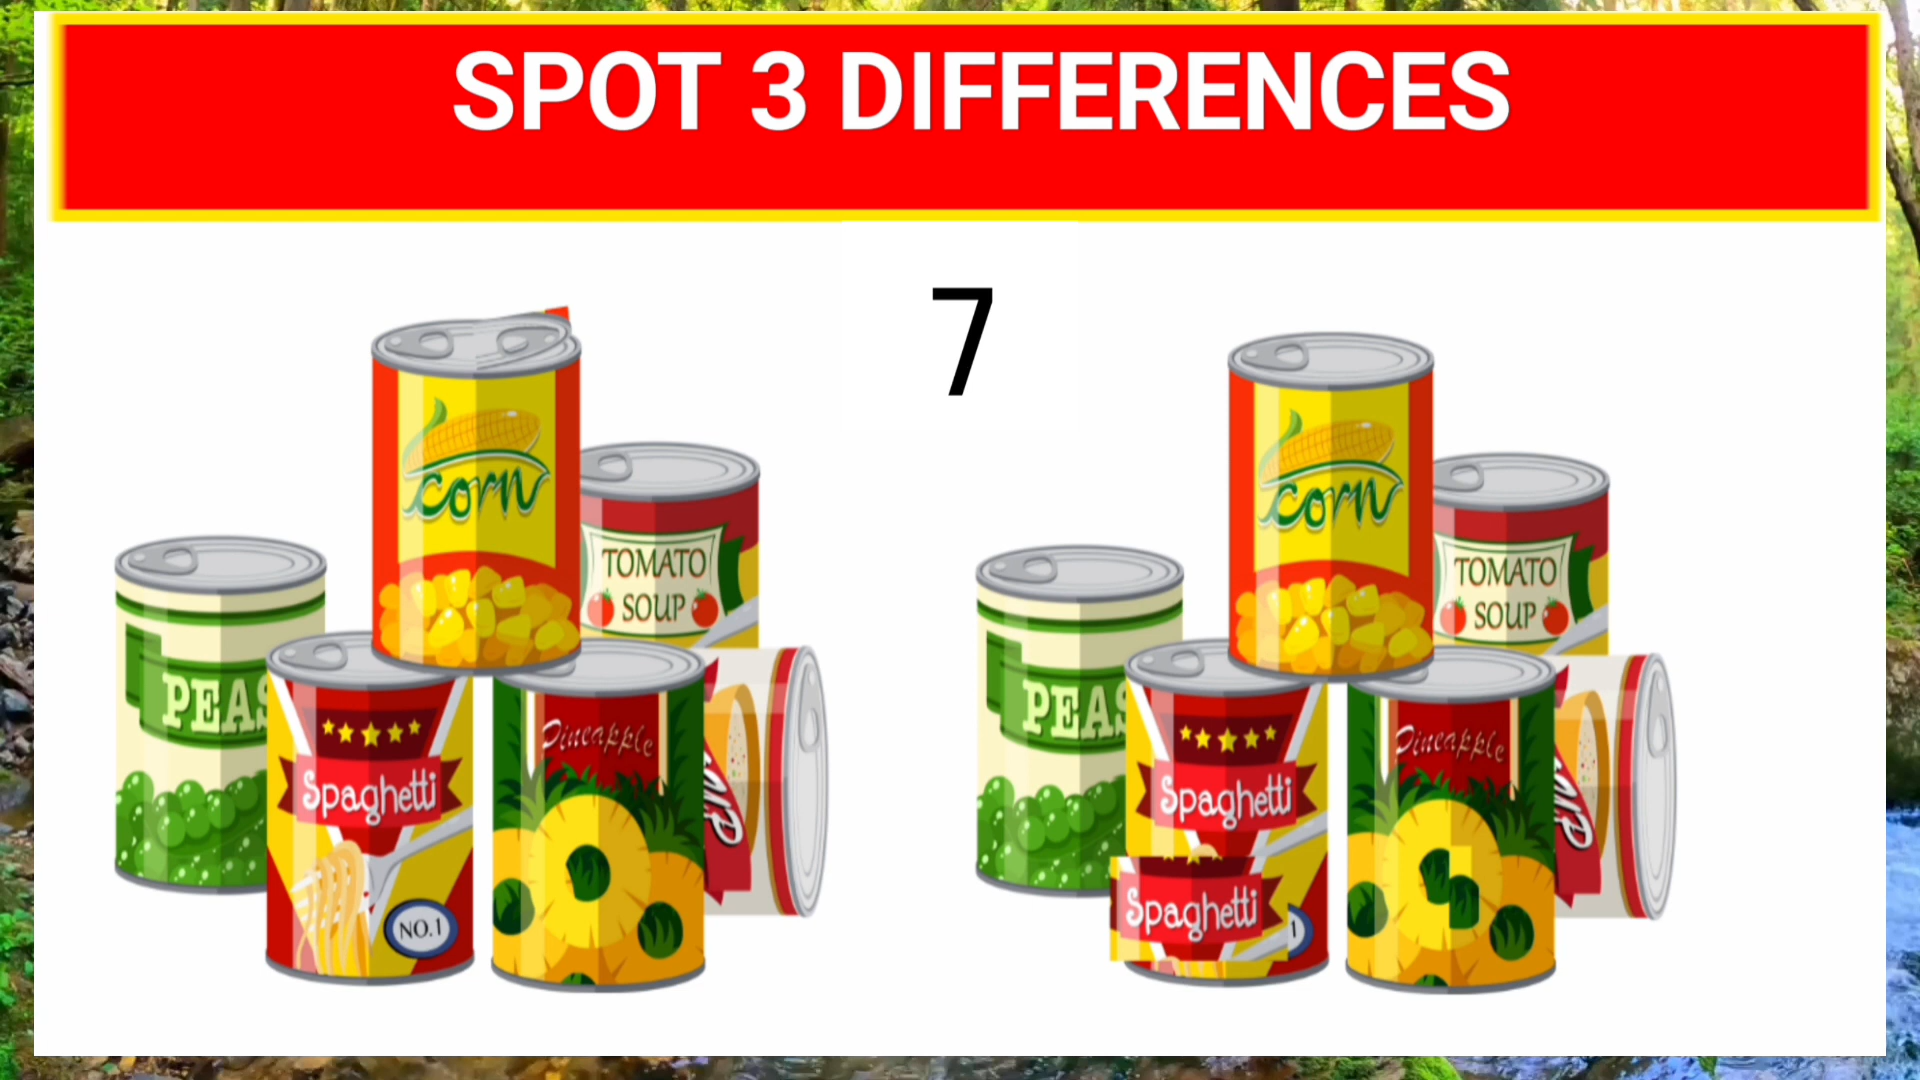 SPOT 3 DIFFERENCES
7
corn
TOMATO
SOUP
PEAS
Spaghetti
Pineapple
NO.1
corn
TOMATO
SOUP
PEAS
Spaghetti
Pineapple
Spaghetti
1